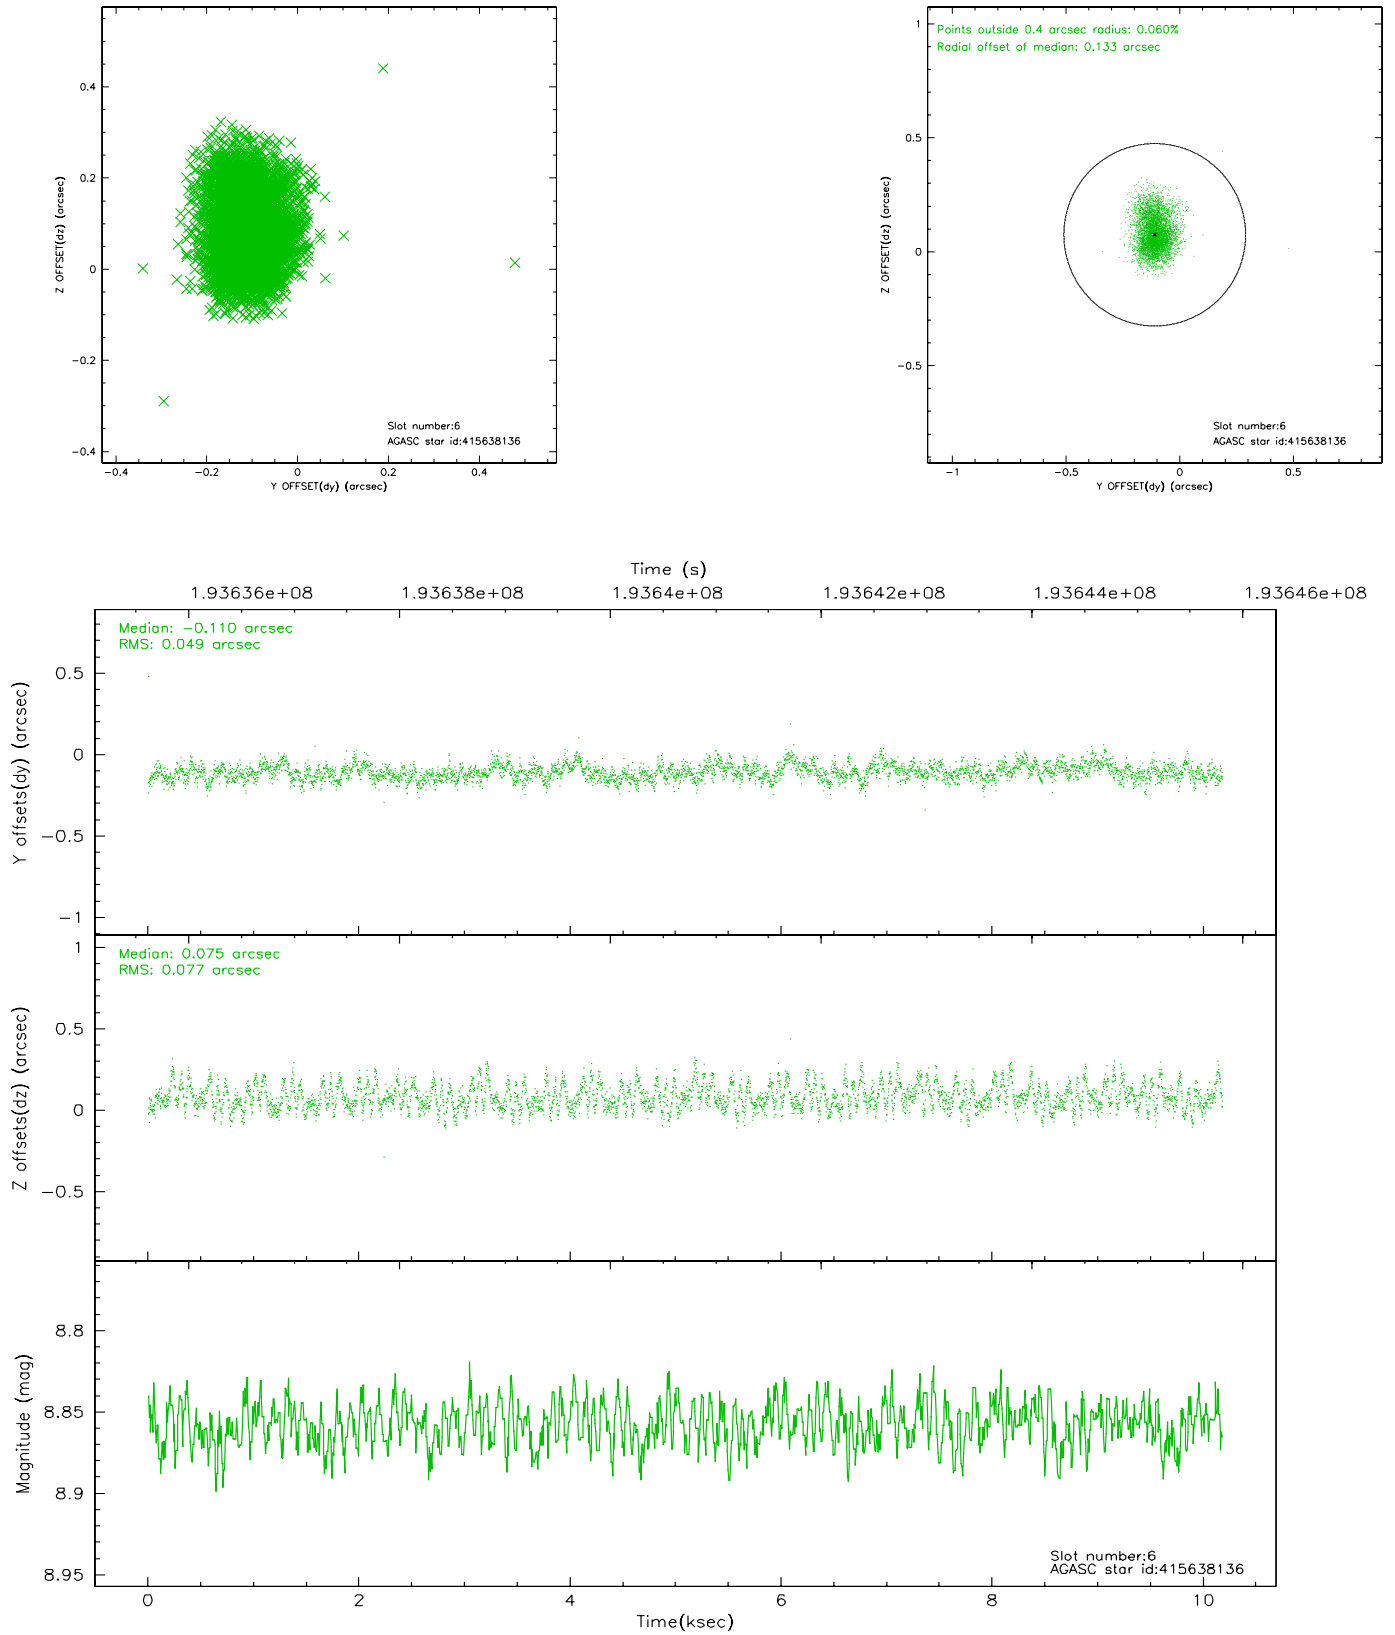 0.4
0.2
0
−0.2
−0.4
Z OFFSET(dz) (arcsec)
Slot number:6
AGASC star id:415638136
−0.4 −0.2 0 0.2 0.4
Y OFFSET(dy) (arcsec)
Points outside 0.4 arcsec radius: 0.060%
Radial offset of median: 0.133 arcsec
1
0.5
0
−0.5
Z OFFSET(dz) (arcsec)
Slot number:6
AGASC star id:415638136
−1 −0.5 0 0.5
Y OFFSET(dy) (arcsec)
Time (s)
1.93636e+08 1.93638e+08 1.9364e+08 1.93642e+08 1.93644e+08 1.93646e+08
Median: −0.110 arcsec
RMS: 0.049 arcsec
0.5
0
−0.5
−1
Y offsets(dy) (arcsec)
Median: 0.075 arcsec
RMS: 0.077 arcsec
1
0.5
0
−0.5
Z offsets(dz) (arcsec)
8.8
8.85
8.9
8.95
Magnitude (mag)
Slot number:6
AGASC star id:415638136
0 2 4 6 8 10
Time(ksec)